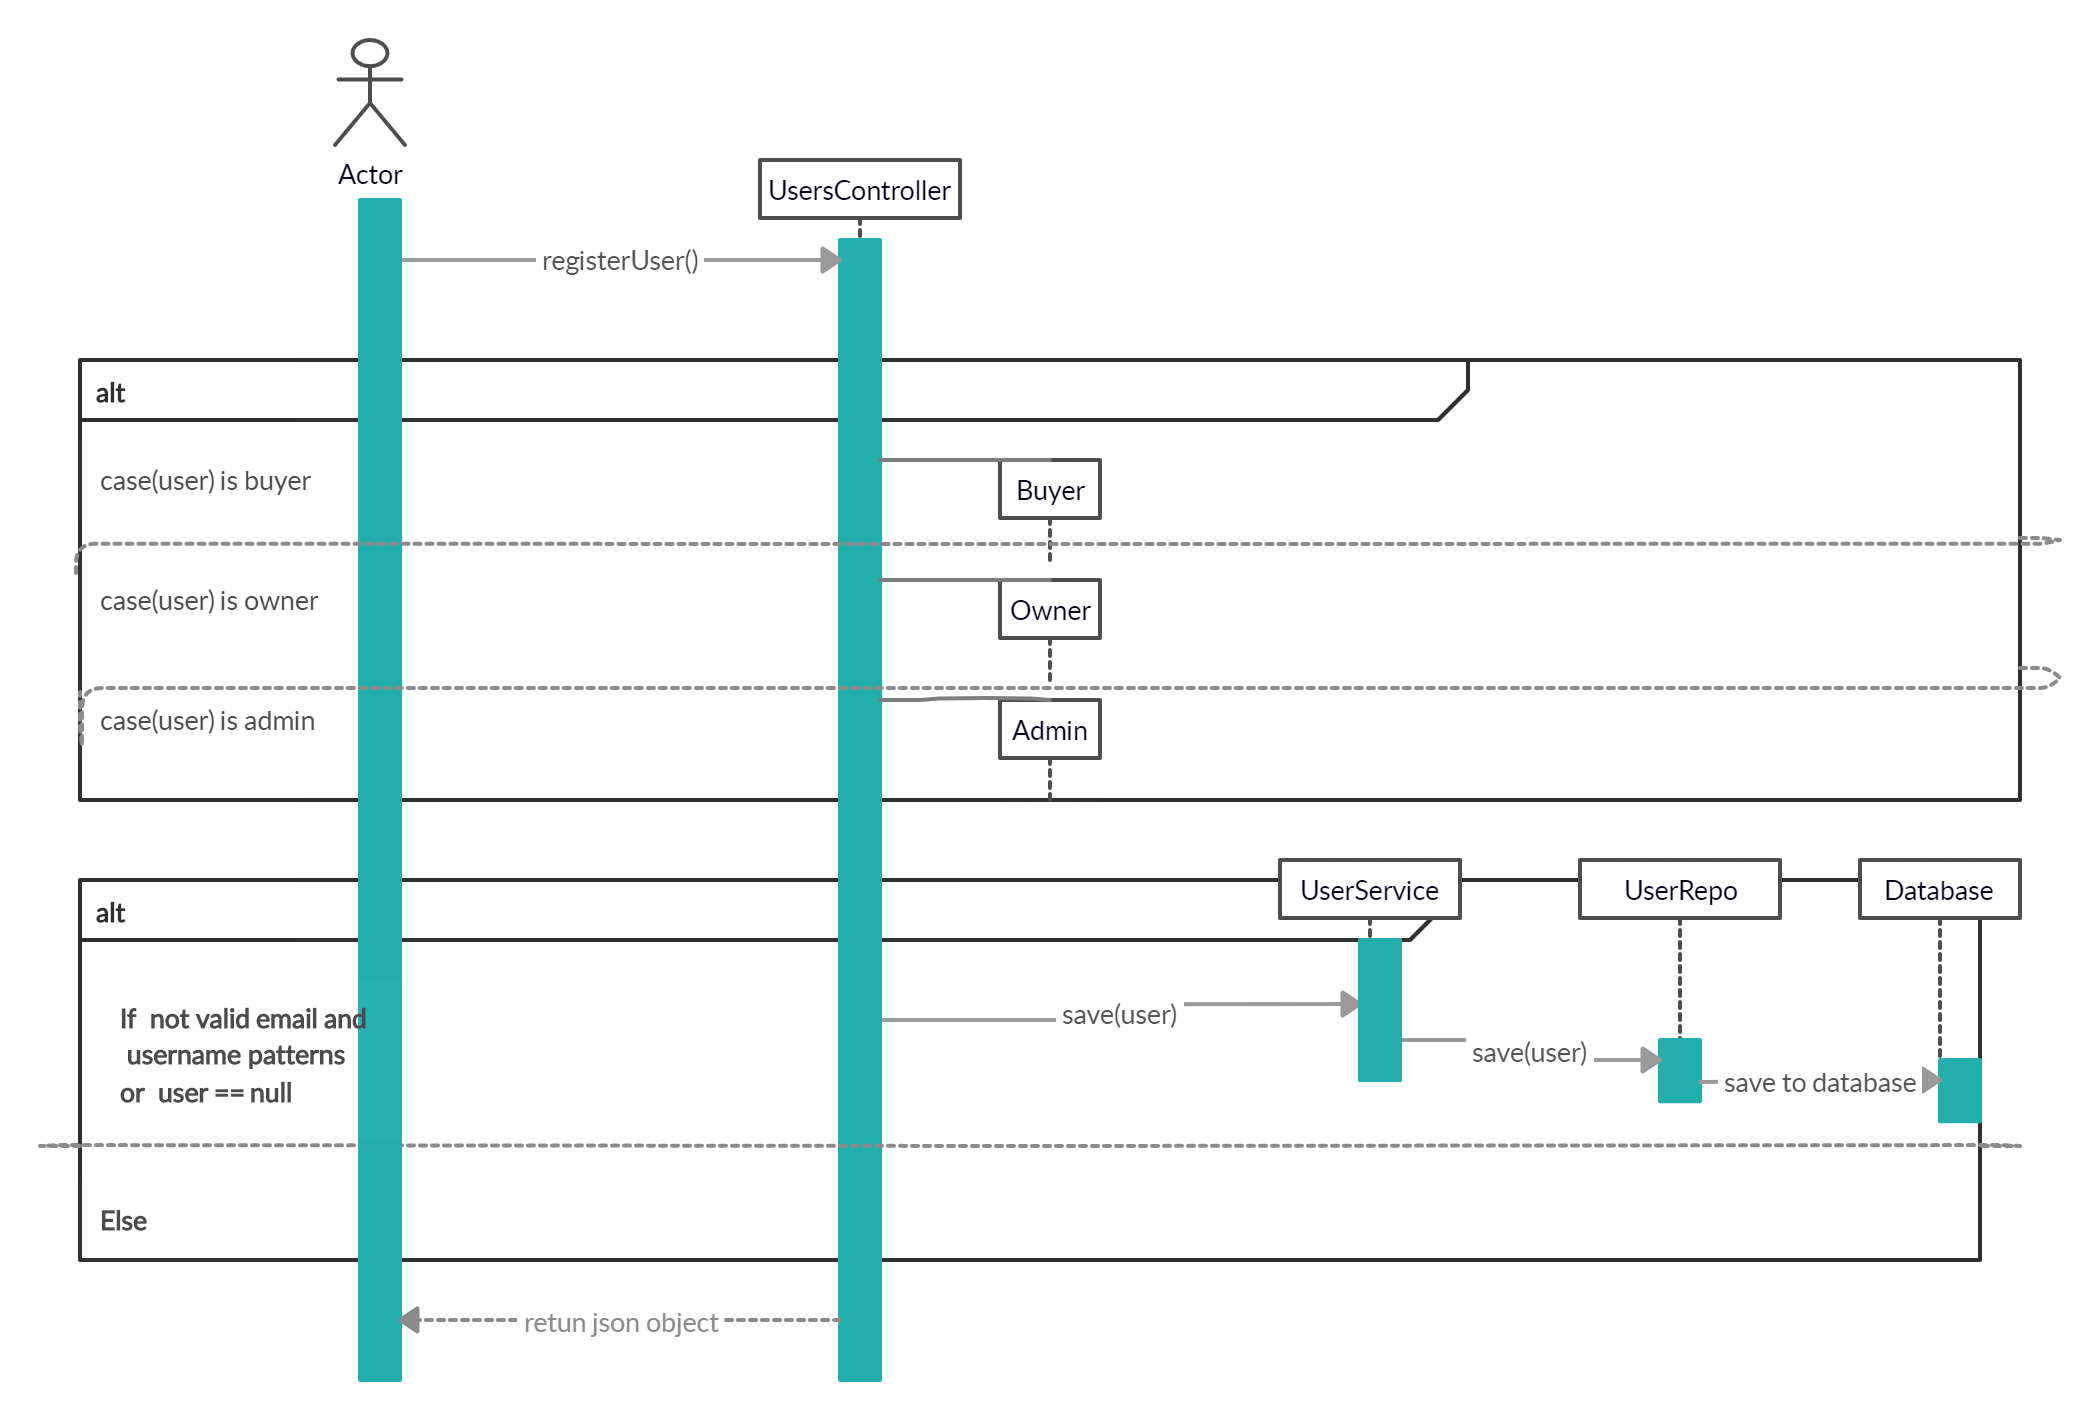 Actor
UsersController
registerUser()
alt
case(user) is buyer
Buyer
case(user) is owner
Owner
case(user) is admin
Admin
UserService
UserRepo
Database
alt
If not valid email and
username patterns
or user == null
save(user)
save(user)
save to database
Else
retun json object